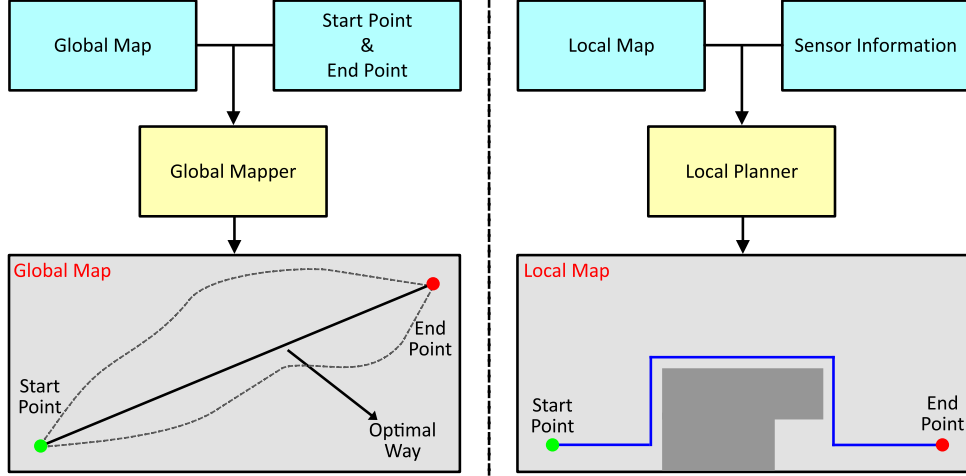 Global Map
Start Point
&
End Point
Global Mapper
Global Map
End
Point
Start
Point
Optimal
Way
Local Map
Sensor Information
Local Planner
Local Map
Start
Point
End
Point